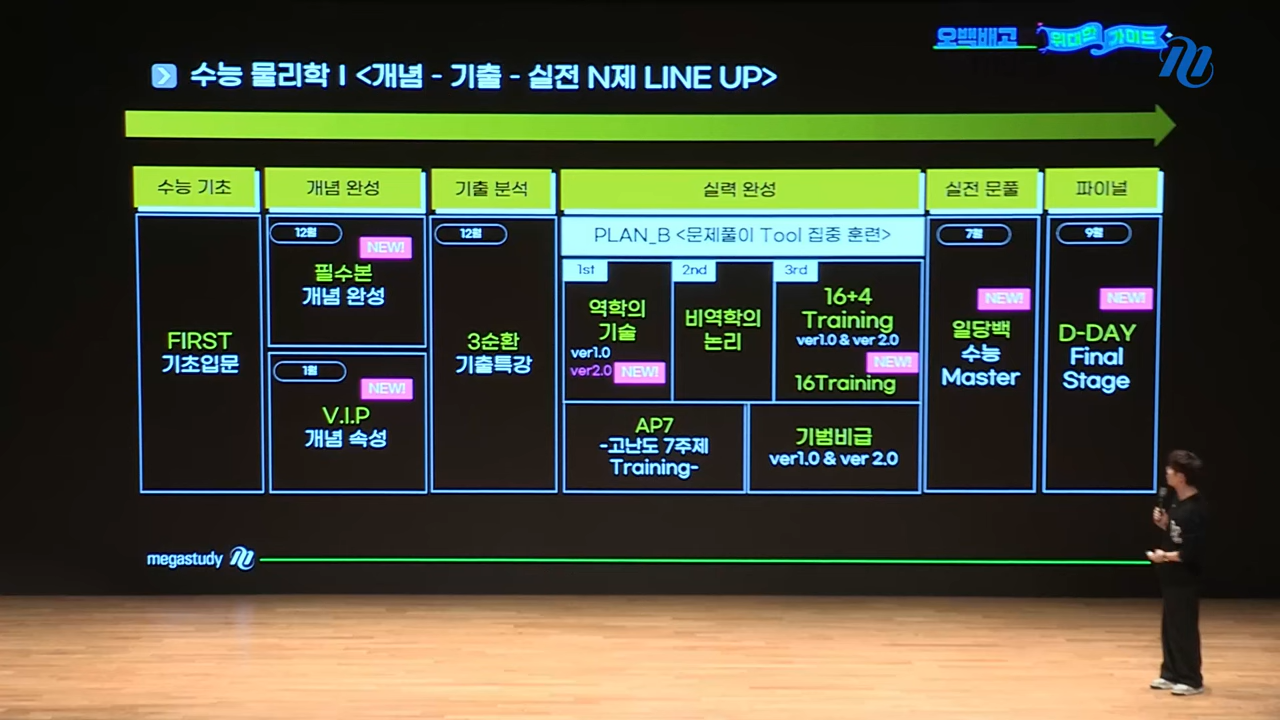 오백배고 위대한 가이드
수능 물리학 I <개념 - 기출 - 실전 N제 LINE UP>
수능 기초
개념 완성
기출 분석
실력 완성
실전 문풀
파이널
FIRST
기초입문
12월
NEW!
필수본
개념 완성
1월
NEW!
V.I.P
개념 속성
12월
3순환
기출특강
PLAN_B <문제풀이 Tool 집중 훈련>
1st
역학의
기술
ver1.0
ver2.0 NEW!
2nd
비역학의
논리
3rd
16+4
Training
ver1.0 & ver 2.0
NEW!
16Training
AP7
-고난도 7주제
Training-
기범비급
ver1.0 & ver 2.0
7월
NEW!
일당백
수능
Master
9월
NEW!
D-DAY
Final
Stage
megastudy